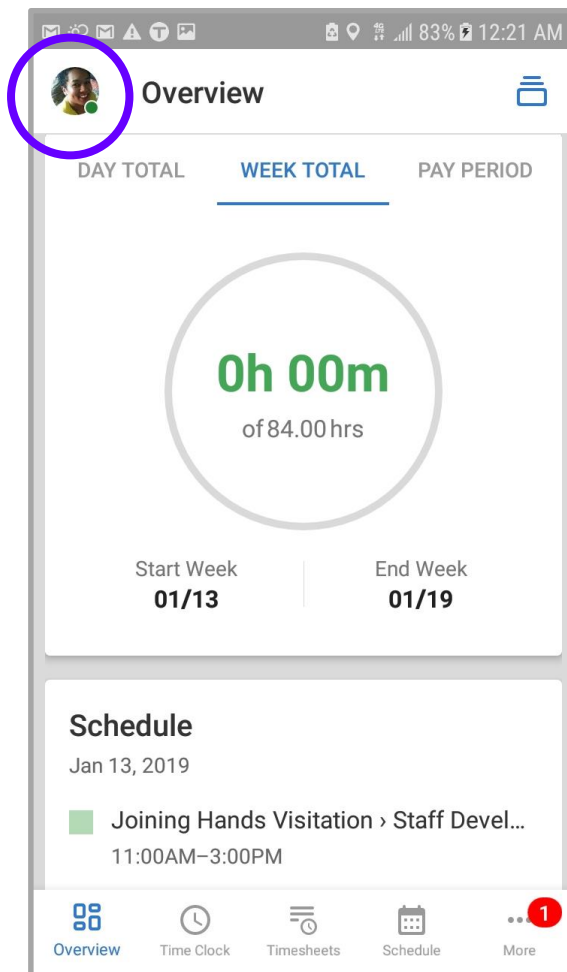 83% 12:21 AM
Overview
DAY TOTAL WEEK TOTAL PAY PERIOD
0h 00m
of 84.00 hrs
Start Week End Week
01/13 01/19
Schedule
Jan 13, 2019
Joining Hands Visitation › Staff Devel...
11:00AM–3:00PM
1
Overview Time Clock Timesheets Schedule More